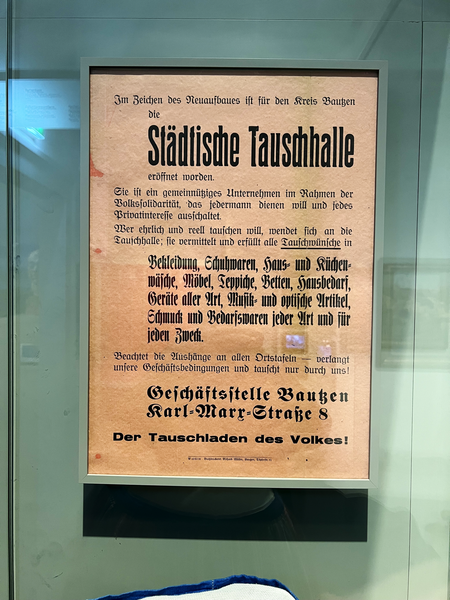 Im Zeichen des Neuaufbaues ist für den Kreis Bautzen
die
Städtische Tauschhalle
eröffnet worden.
Sie ist ein gemeinnütziges Unternehmen im Rahmen der
Volkssolidarität, das jedermann dienen will und jedes
Privatinteresse ausschaltet.
Wer ehrlich und reell tauschen will, wendet sich an die
Tauschhalle; sie vermittelt und erfüllt alle Tauschwünsche in
Bekleidung, Schuhwaren, Haus- und Küchen-
wäsche, Möbel, Teppiche, Betten, Hausbedarf,
Geräte aller Art, Musik- und optische Artikel,
Schmuck und Bedarfswaren jeder Art und für
jeden Zweck.
Beachtet die Aushänge an allen Ortstafeln — verlangt
unsere Geschäftsbedingungen und tauscht nur durch uns!
Geschäftsstelle Bautzen
Karl-Marx-Straße 8
Der Tauschladen des Volkes!